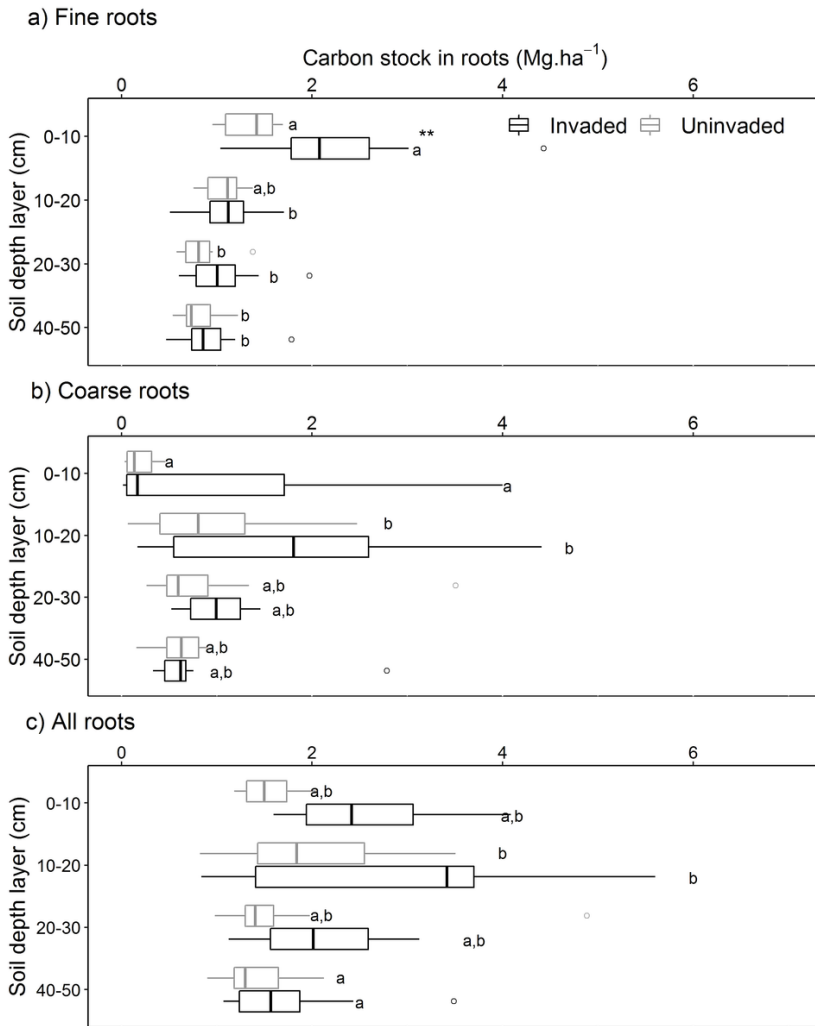 a) Fine roots
Carbon stock in roots (Mg.ha⁻¹)
0 2 4 6
Soil depth layer (cm)
Invaded Uninvaded
0-10
a
**
a
10-20
a,b
b
20-30
b
b
40-50
b
b
b) Coarse roots
0 2 4 6
Soil depth layer (cm)
0-10
a
a
10-20
b
b
20-30
a,b
a,b
40-50
a,b
a,b
c) All roots
0 2 4 6
Soil depth layer (cm)
0-10
a,b
a,b
10-20
b
b
20-30
a,b
a,b
40-50
a
a